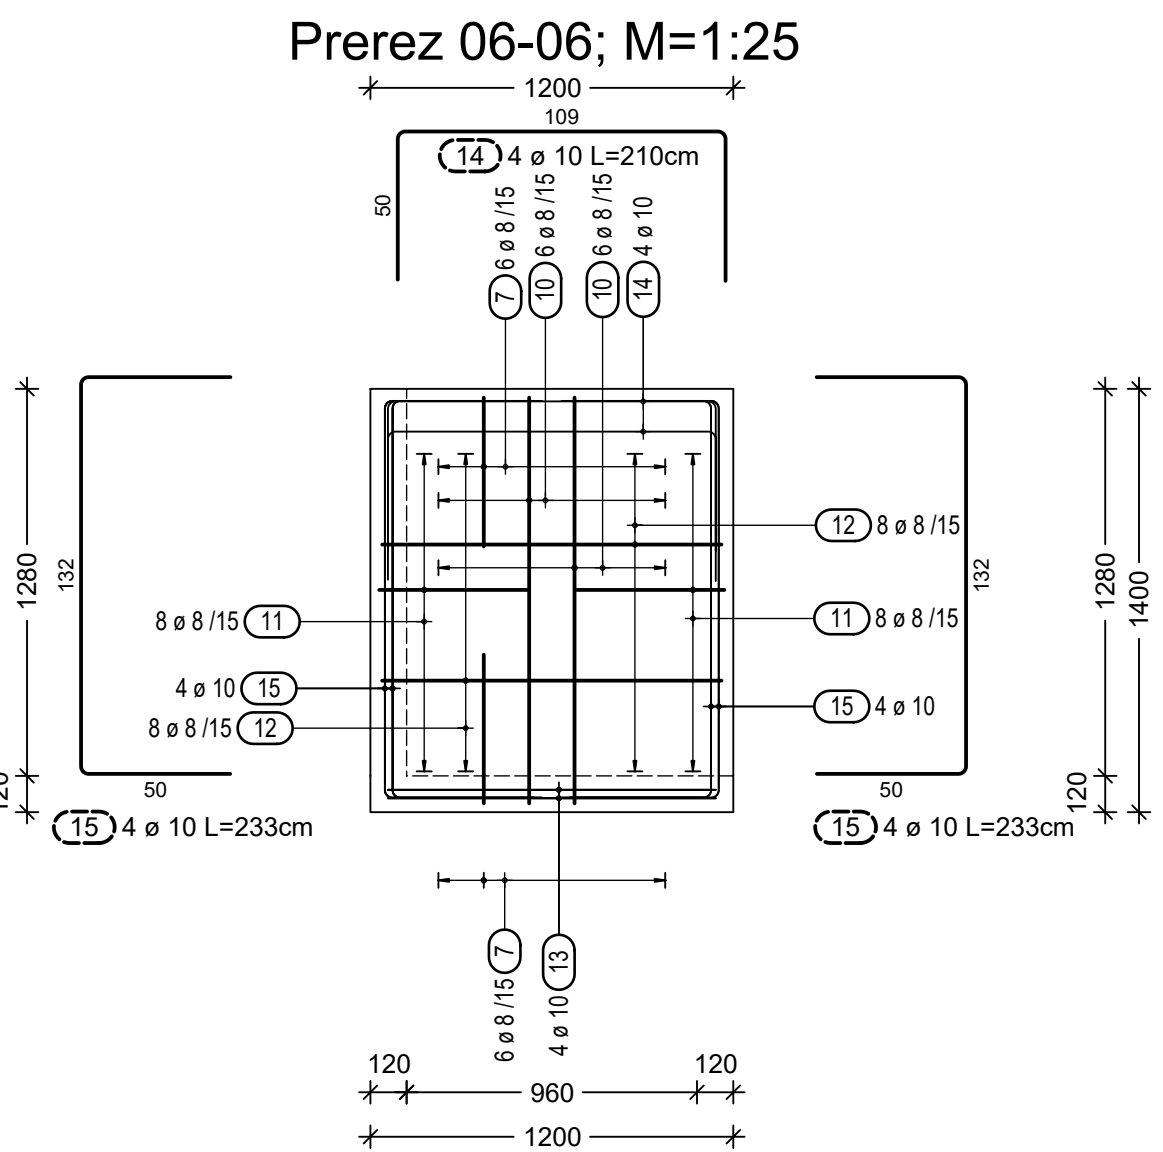 Prerez 06-06; M=1:25
1200
109
14 4 ø 10 L=210cm
50
7 6 ø 8 /15
10 6 ø 8 /15
10 6 ø 8 /15
14 4 ø 10
1280
132
12 8 ø 8 /15
132
1280
1400
8 ø 8 /15 11
11 8 ø 8 /15
4 ø 10 15
15 4 ø 10
8 ø 8 /15 12
120
50
50
120
15 4 ø 10 L=233cm
15 4 ø 10 L=233cm
6 ø 8 /15 7
4 ø 10 13
120
120
960
1200